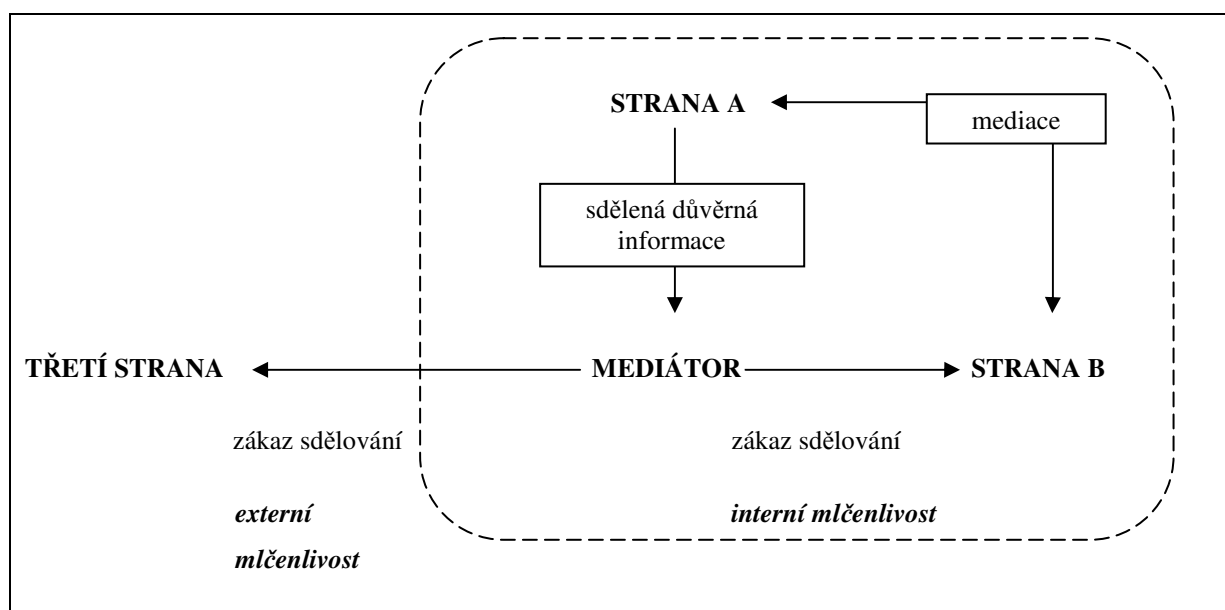 STRANA A
mediace
sdělená důvěrná
informace
TŘETÍ STRANA
MEDIÁTOR
STRANA B
zákaz sdělování
zákaz sdělování
externí
mlčenlivost
interní mlčenlivost